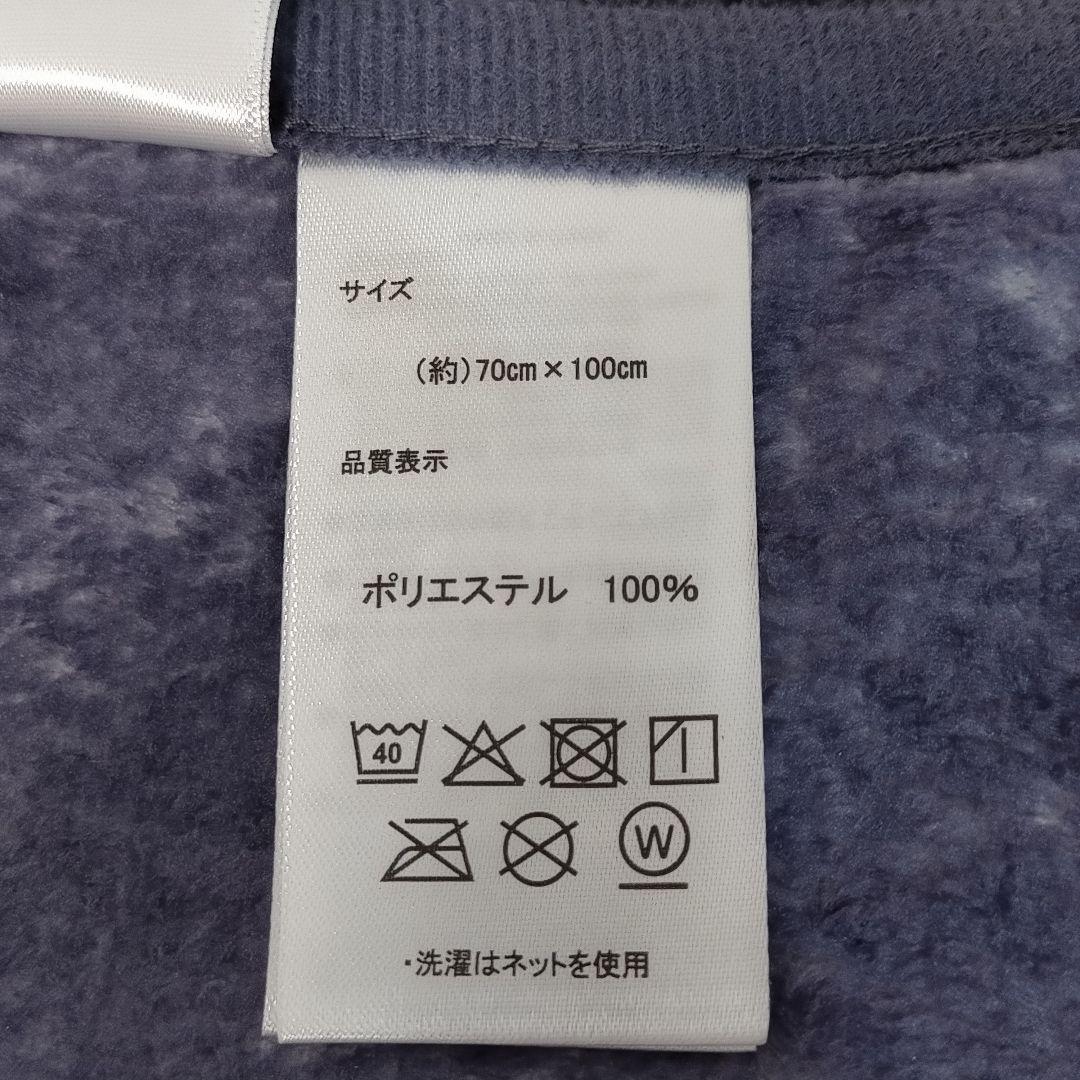 サイズ
（約）70㎝×100㎝
品質表示
ポリエステル　100%
40
W
・洗濯はネットを使用